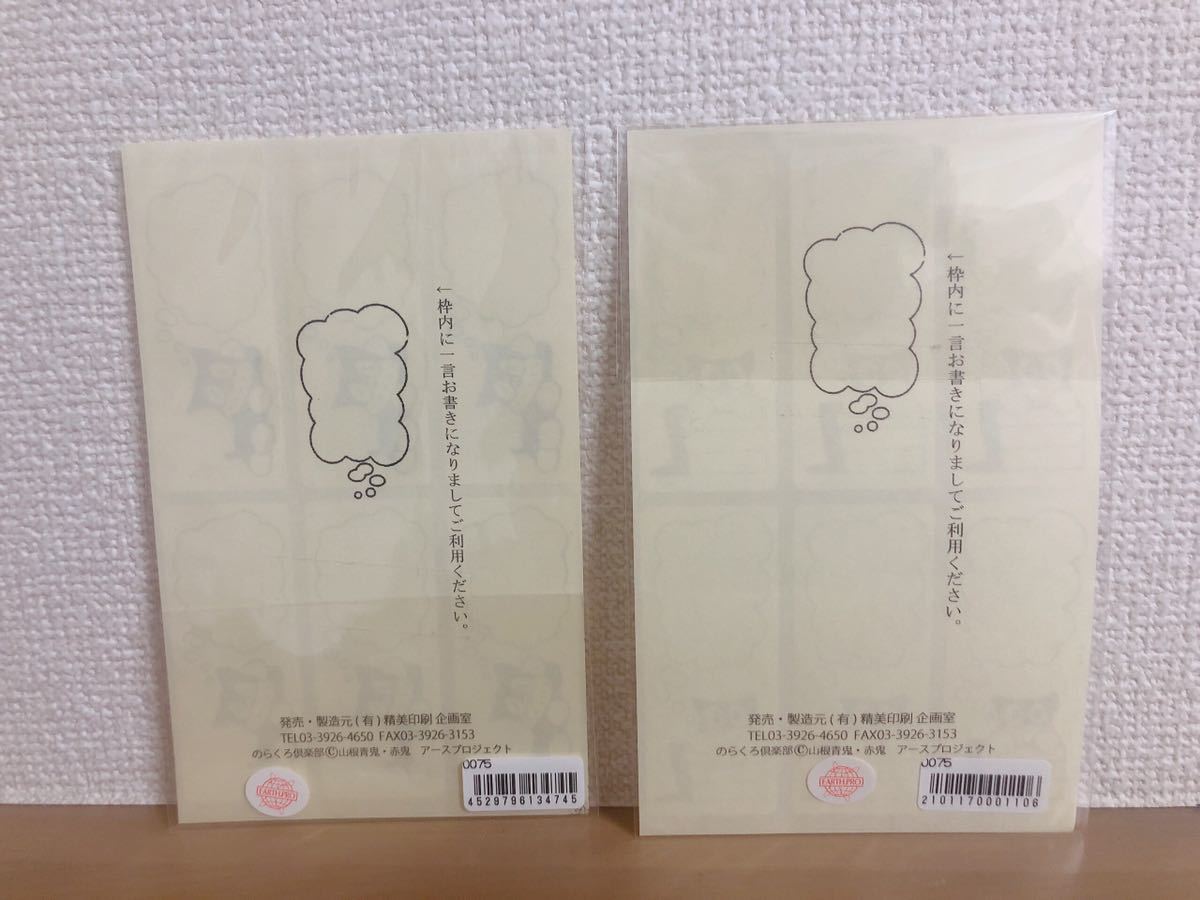 ←枠内に一言お書きになりましてご利用ください。
発売・製造元(有)精美印刷 企画室
TEL03-3926-4650 FAX03-3926-3153
のらくろ倶楽部Ⓒ山根青鬼・赤鬼　アースプロジェクト
EARTH.PRO
0075
4529796134745
←枠内に一言お書きになりましてご利用ください。
発売・製造元(有)精美印刷 企画室
TEL03-3926-4650 FAX03-3926-3153
のらくろ倶楽部Ⓒ山根青鬼・赤鬼　アースプロジェクト
EARTH.PRO
0075
2101170001106